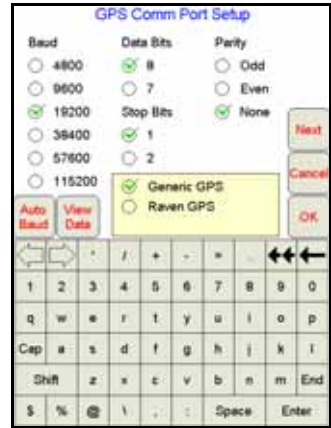 GPS Comm Port Setup
Baud Data Bits Parity
4800 8 Odd
9600 7 Even
19200 Stop Bits None
38400 1 Next
57600 2
115200 Generic GPS Cancel
Auto Baud View Data Raven GPS OK
1 2 3 4 5 6 7 8 9 0
q w e r t y u i o p
Cap a s d f g h j k l
Shift z x c v b n m End
$ % @ \ . : Space Enter